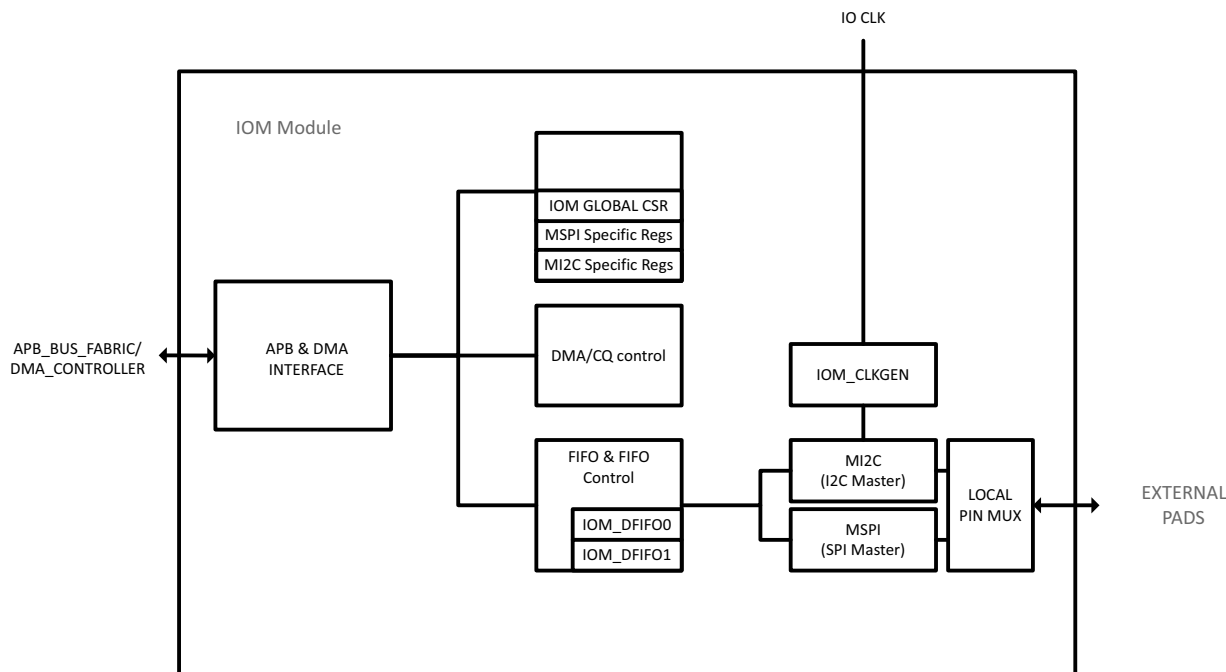 IO CLK
IOM Module
IOM GLOBAL CSR
MSPI Specific Regs
MI2C Specific Regs
APB_BUS_FABRIC/
DMA_CONTROLLER
APB & DMA
INTERFACE
DMA/CQ control
IOM_CLKGEN
FIFO & FIFO
Control
IOM_DFIFO0
IOM_DFIFO1
MI2C
(I2C Master)
MSPI
(SPI Master)
LOCAL
PIN MUX
EXTERNAL
PADS